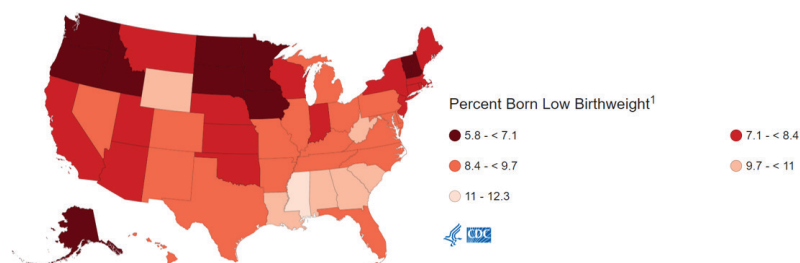 Percent Born Low Birthweight¹
5.8 - < 7.1
7.1 - < 8.4
8.4 - < 9.7
9.7 - < 11
11 - 12.3
CDC